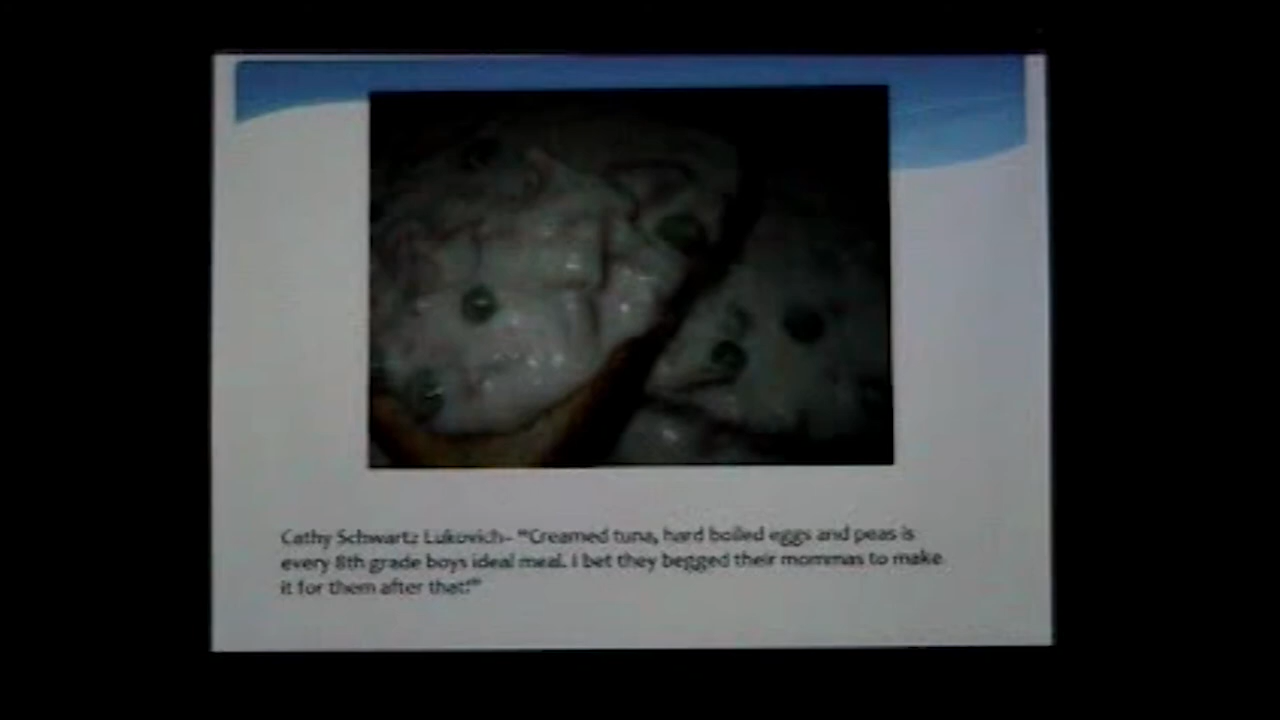 Cathy Schwartz Lukovich- "Creamed tuna, hard boiled eggs and peas is
every 8th grade boys ideal meal. I bet they begged their mommas to make
it for them after that!"